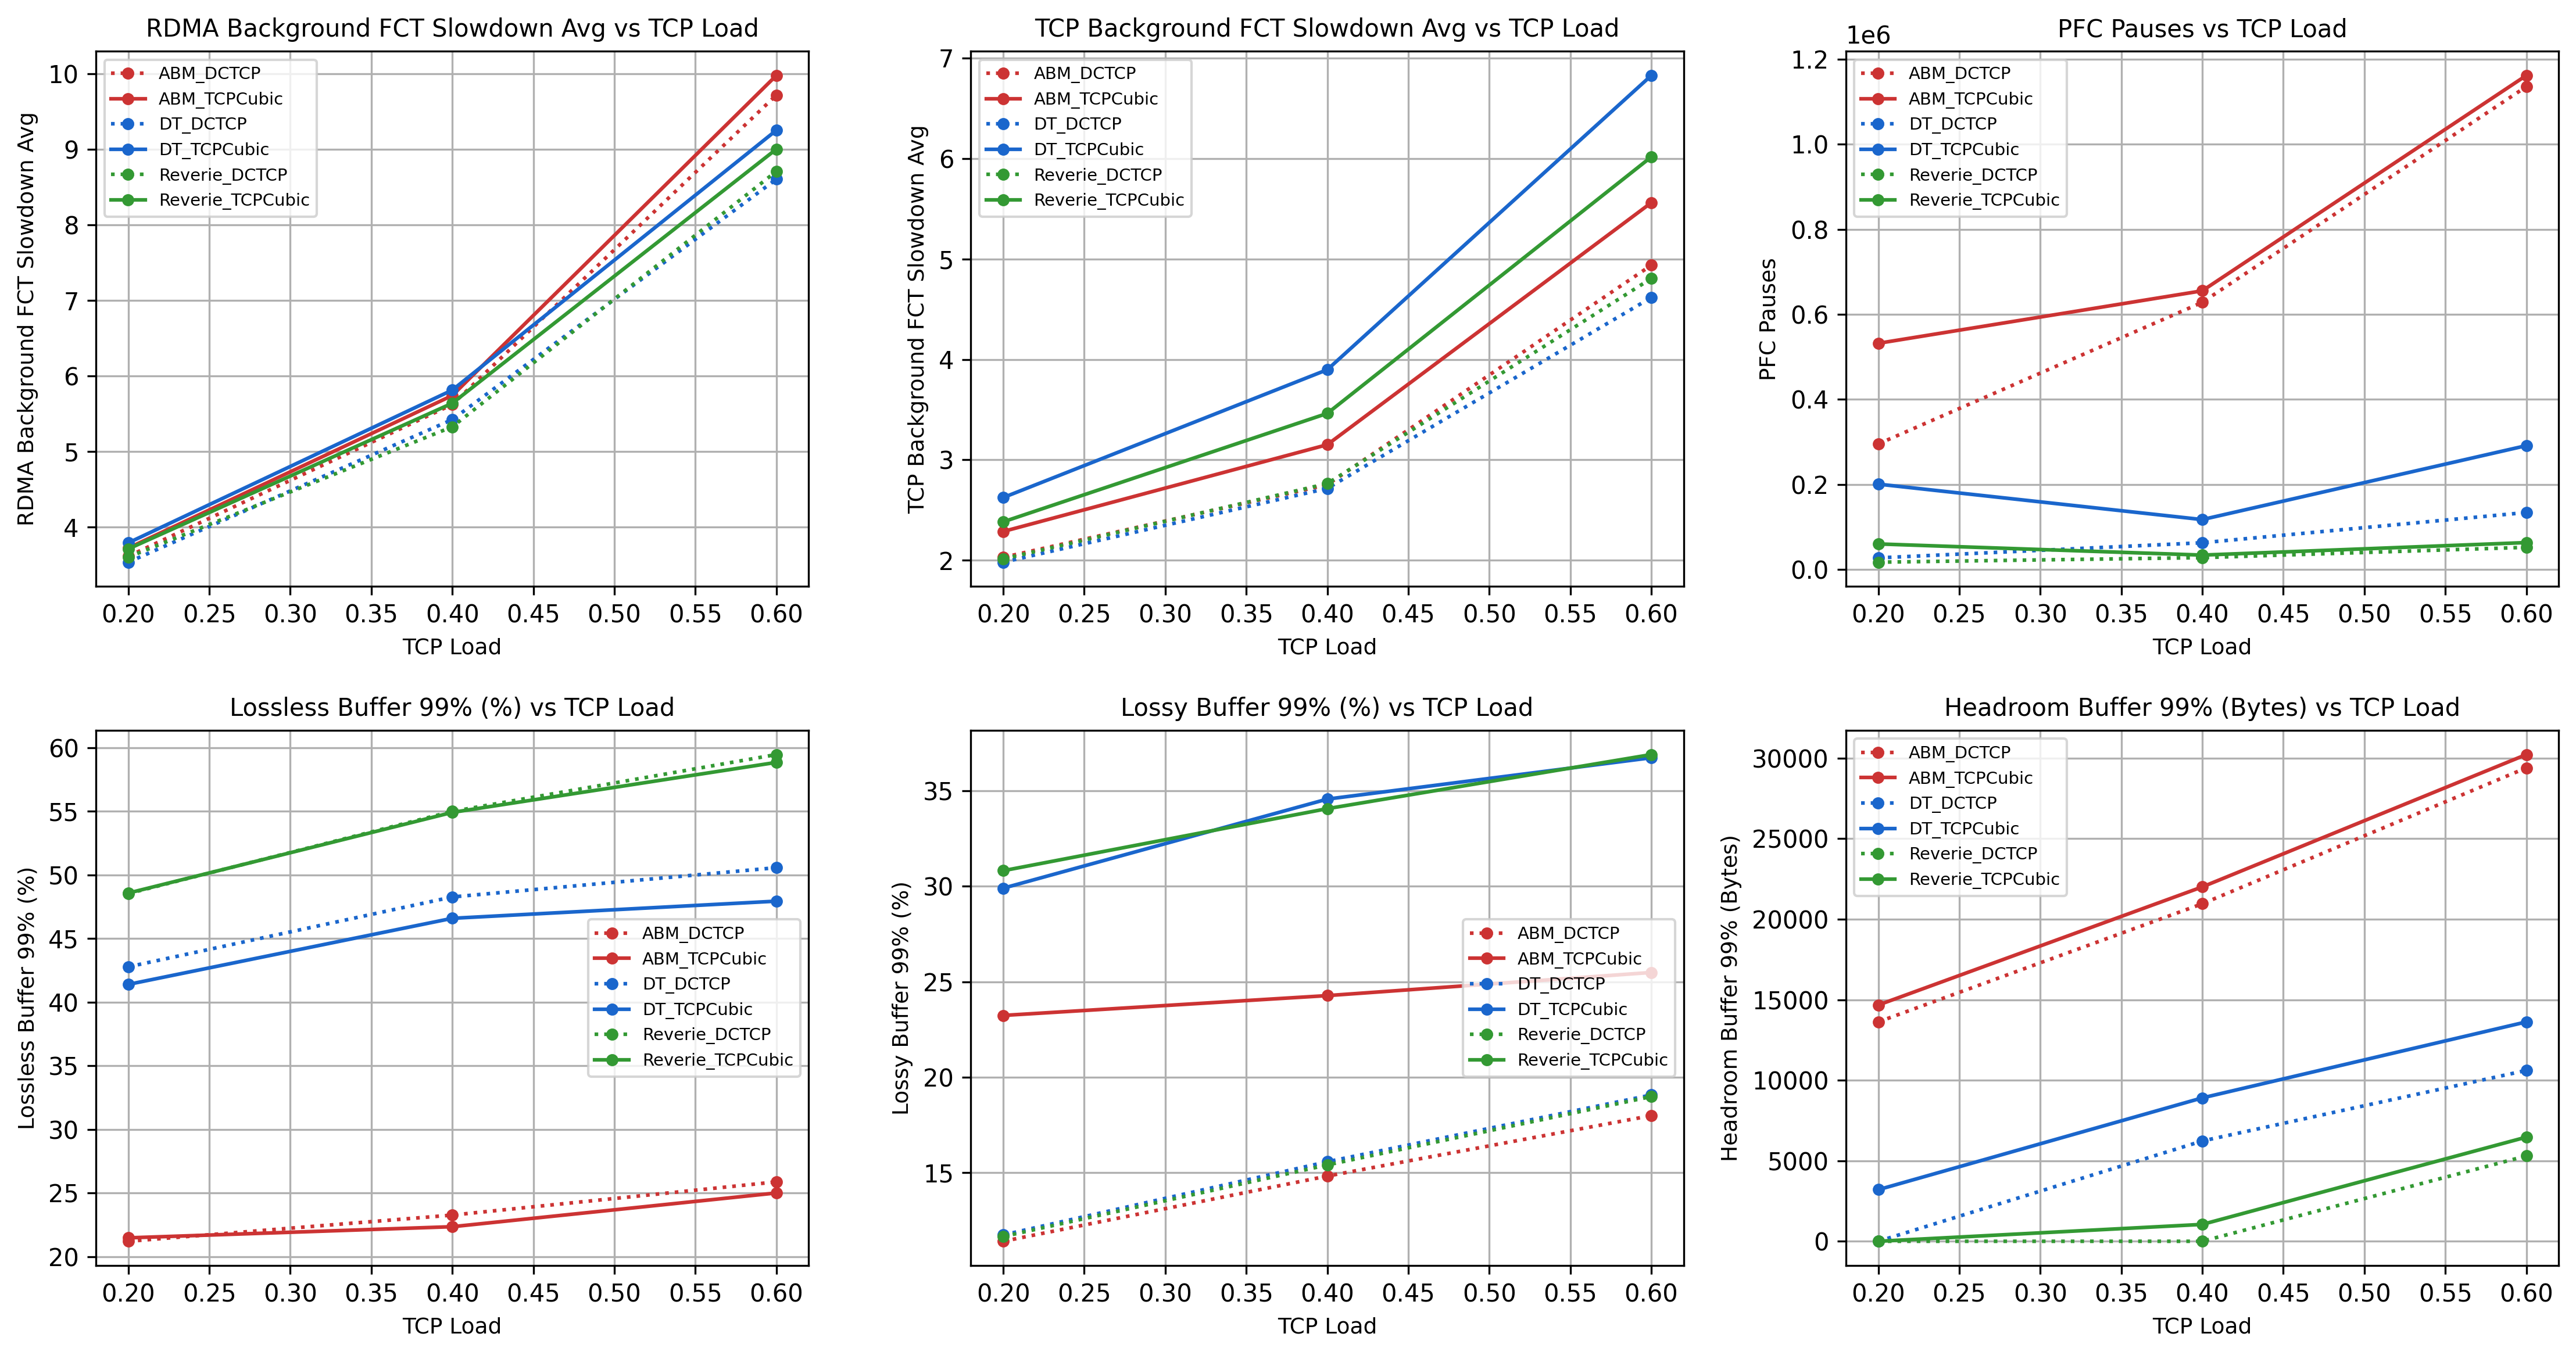 RDMA Background FCT Slowdown Avg vs TCP Load
RDMA Background FCT Slowdown Avg
10
9
8
7
6
5
4
ABM_DCTCP
ABM_TCPCubic
DT_DCTCP
DT_TCPCubic
Reverie_DCTCP
Reverie_TCPCubic
0.20 0.25 0.30 0.35 0.40 0.45 0.50 0.55 0.60
TCP Load
TCP Background FCT Slowdown Avg vs TCP Load
TCP Background FCT Slowdown Avg
7
6
5
4
3
2
ABM_DCTCP
ABM_TCPCubic
DT_DCTCP
DT_TCPCubic
Reverie_DCTCP
Reverie_TCPCubic
0.20 0.25 0.30 0.35 0.40 0.45 0.50 0.55 0.60
TCP Load
PFC Pauses vs TCP Load
1e6
PFC Pauses
1.2
1.0
0.8
0.6
0.4
0.2
0.0
ABM_DCTCP
ABM_TCPCubic
DT_DCTCP
DT_TCPCubic
Reverie_DCTCP
Reverie_TCPCubic
0.20 0.25 0.30 0.35 0.40 0.45 0.50 0.55 0.60
TCP Load
Lossless Buffer 99% (%) vs TCP Load
Lossless Buffer 99% (%)
60
55
50
45
40
35
30
25
20
ABM_DCTCP
ABM_TCPCubic
DT_DCTCP
DT_TCPCubic
Reverie_DCTCP
Reverie_TCPCubic
0.20 0.25 0.30 0.35 0.40 0.45 0.50 0.55 0.60
TCP Load
Lossy Buffer 99% (%) vs TCP Load
Lossy Buffer 99% (%)
35
30
25
20
15
ABM_DCTCP
ABM_TCPCubic
DT_DCTCP
DT_TCPCubic
Reverie_DCTCP
Reverie_TCPCubic
0.20 0.25 0.30 0.35 0.40 0.45 0.50 0.55 0.60
TCP Load
Headroom Buffer 99% (Bytes) vs TCP Load
Headroom Buffer 99% (Bytes)
30000
25000
20000
15000
10000
5000
0
ABM_DCTCP
ABM_TCPCubic
DT_DCTCP
DT_TCPCubic
Reverie_DCTCP
Reverie_TCPCubic
0.20 0.25 0.30 0.35 0.40 0.45 0.50 0.55 0.60
TCP Load